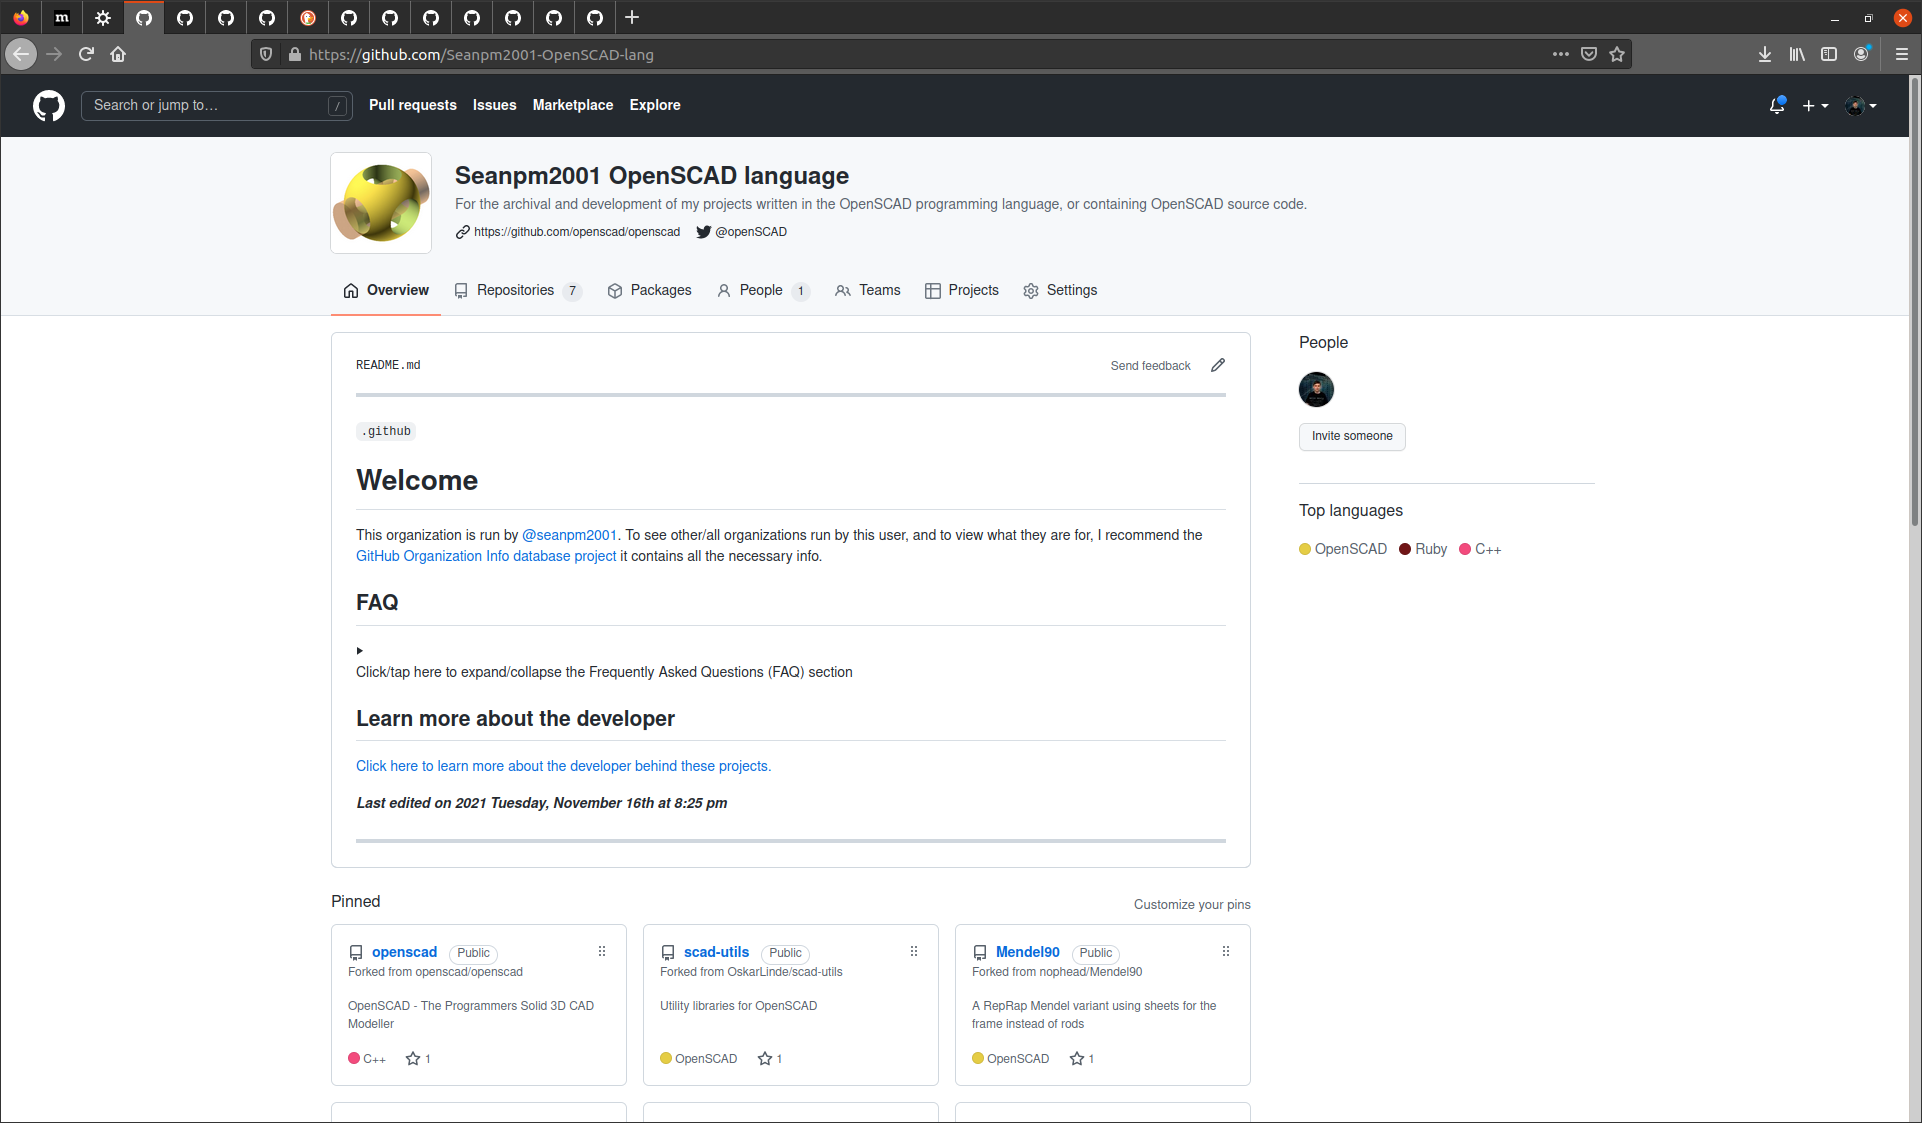 m
https://github.com/Seanpm2001-OpenSCAD-lang
Search or jump to…
/
Pull requests Issues Marketplace Explore
Seanpm2001 OpenSCAD language
For the archival and development of my projects written in the OpenSCAD programming language, or containing OpenSCAD source code.
https://github.com/openscad/openscad @openSCAD
Overview Repositories 7 Packages People 1 Teams Projects Settings
README.md
Send feedback
.github
Welcome
This organization is run by @seanpm2001. To see other/all organizations run by this user, and to view what they are for, I recommend the
GitHub Organization Info database project it contains all the necessary info.
FAQ
Click/tap here to expand/collapse the Frequently Asked Questions (FAQ) section
Learn more about the developer
Click here to learn more about the developer behind these projects.
Last edited on 2021 Tuesday, November 16th at 8:25 pm
People
Invite someone
Top languages
OpenSCAD Ruby C++
Pinned
Customize your pins
openscad Public
Forked from openscad/openscad
OpenSCAD - The Programmers Solid 3D CAD
Modeller
C++ 1
scad-utils Public
Forked from OskarLinde/scad-utils
Utility libraries for OpenSCAD
OpenSCAD 1
Mendel90 Public
Forked from nophead/Mendel90
A RepRap Mendel variant using sheets for the
frame instead of rods
OpenSCAD 1